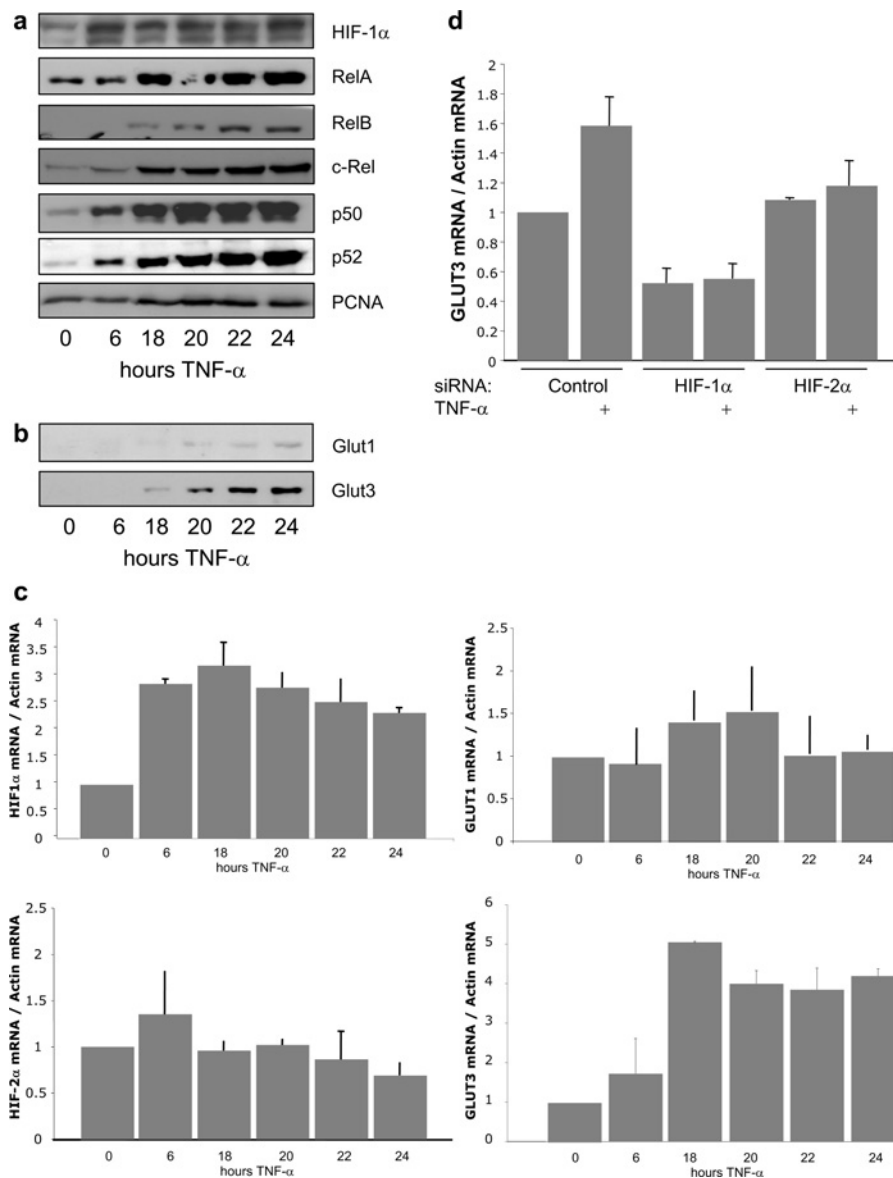 a
HIF-1α
RelA
RelB
c-Rel
p50
p52
PCNA
0 6 18 20 22 24
hours TNF-α
b
Glut1
Glut3
0 6 18 20 22 24
hours TNF-α
d
GLUT3 mRNA / Actin mRNA
2
1.8
1.6
1.4
1.2
1
0.8
0.6
0.4
0.2
0
siRNA: Control HIF-1α HIF-2α
TNF-α + + +
c
HIF1α mRNA / Actin mRNA
4
3.5
3
2.5
2
1.5
1
0.5
0
0 6 18 20 22 24
hours TNF-α
GLUT1 mRNA / Actin mRNA
2.5
2
1.5
1
0.5
0
0 6 18 20 22 24
hours TNF-α
HIF-2α mRNA / Actin mRNA
2.5
2
1.5
1
0.5
0
0 6 18 20 22 24
hours TNF-α
GLUT3 mRNA / Actin mRNA
6
5
4
3
2
1
0
0 6 18 20 22 24
hours TNF-α